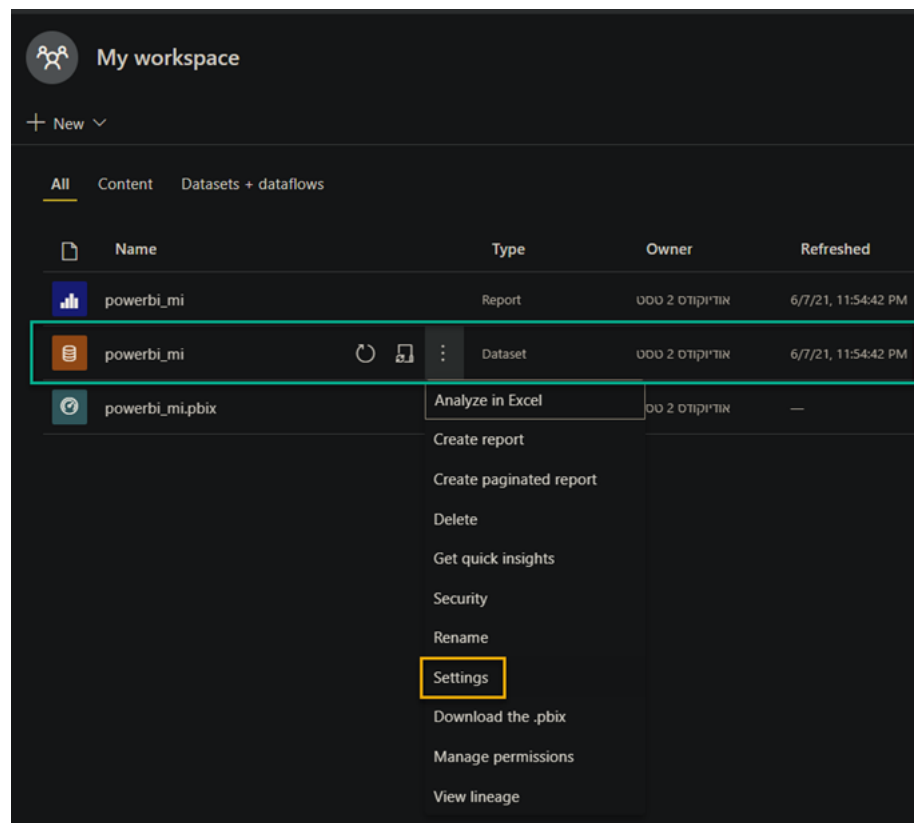 My workspace
New
All Content Datasets + dataflows
Name Type Owner Refreshed
powerbi_mi Report אודיוקודס 2 טסט 6/7/21, 11:54:42 PM
powerbi_mi Dataset אודיוקודס 2 טסט 6/7/21, 11:54:42 PM
powerbi_mi.pbix אודיוקודס 2 טס —
Analyze in Excel
Create report
Create paginated report
Delete
Get quick insights
Security
Rename
Settings
Download the .pbix
Manage permissions
View lineage